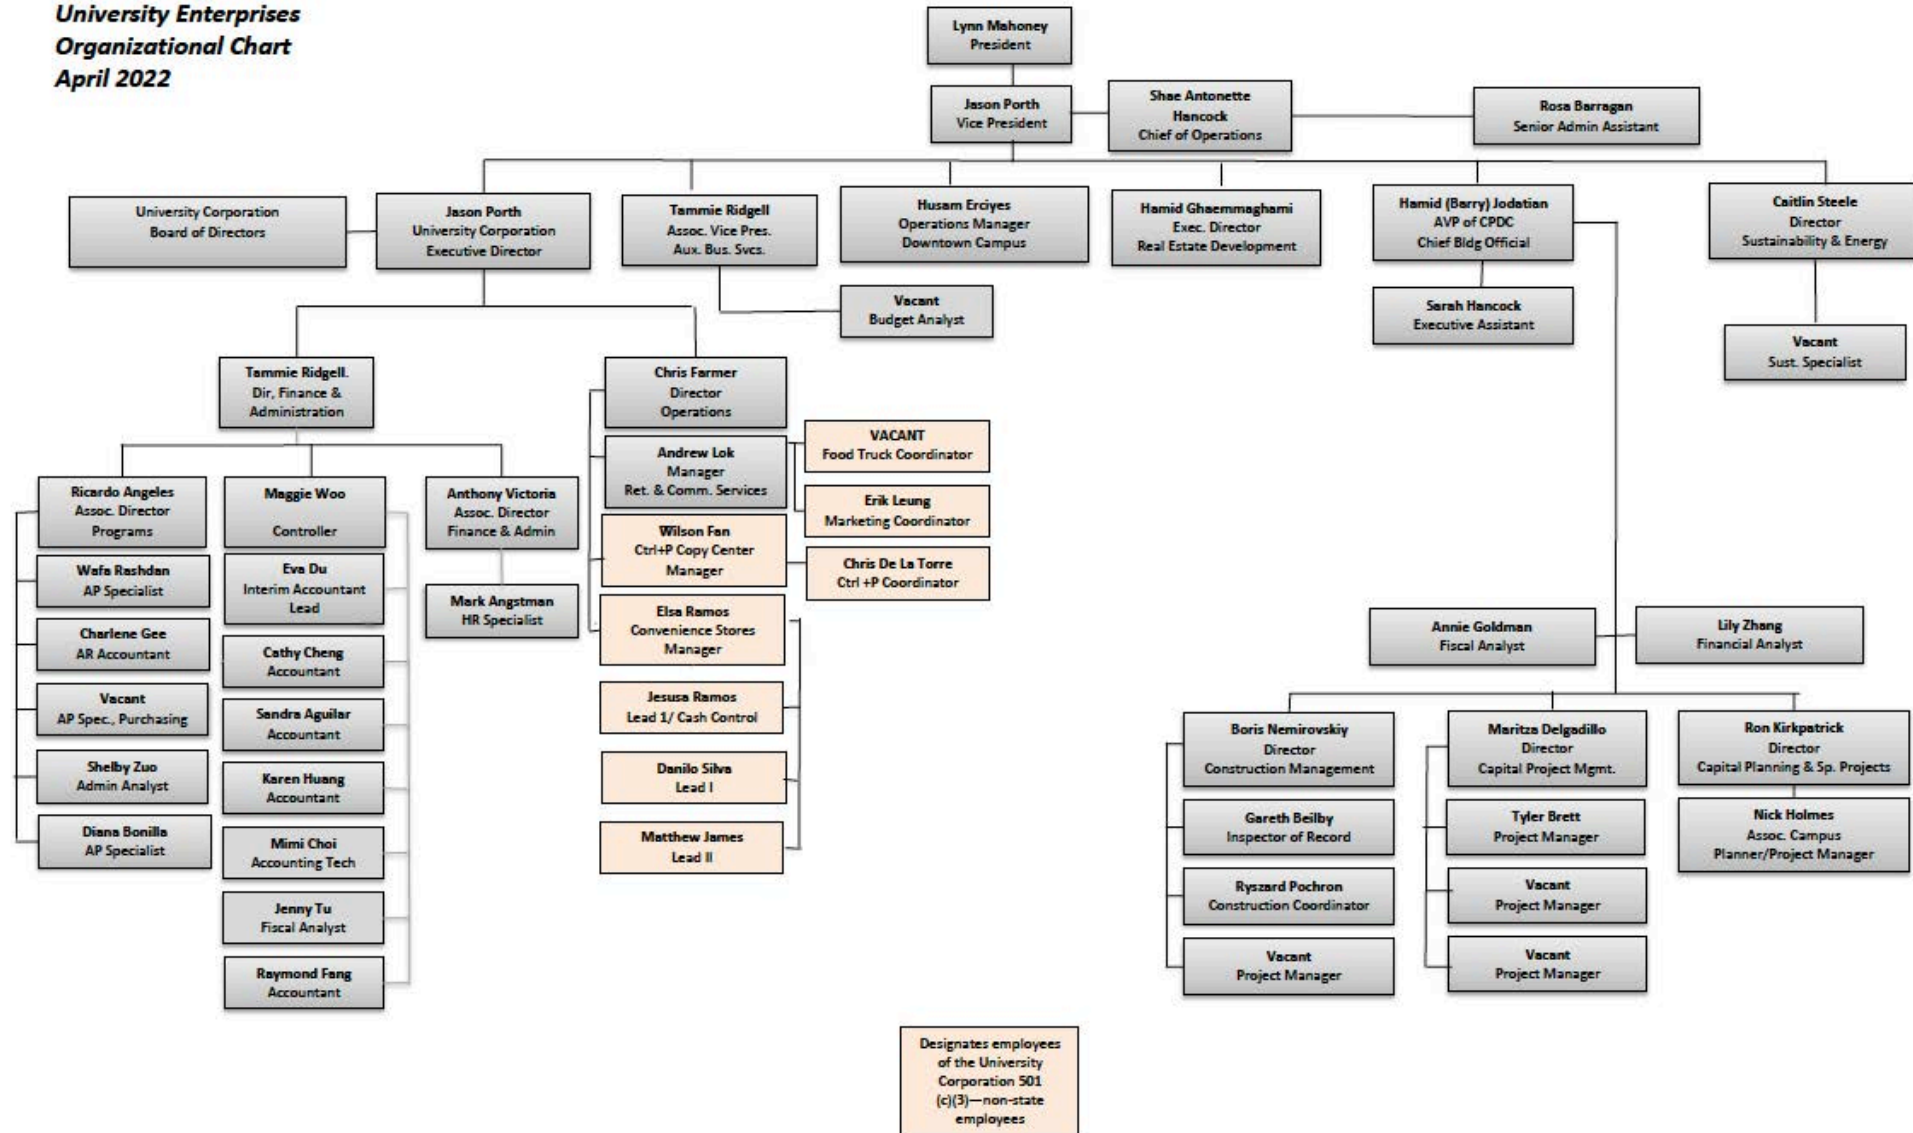 University Enterprises
Organizational Chart
April 2022
Lynn Mahoney
President
Jason Porth
Vice President
Shae Antonette
Hancock
Chief of Operations
Rosa Barragan
Senior Admin Assistant
University Corporation
Board of Directors
Jason Porth
University Corporation
Executive Director
Tammie Ridgell
Assoc. Vice Pres.
Aux. Bus. Svcs.
Husam Erciyes
Operations Manager
Downtown Campus
Hamid Ghaemmaghami
Exec. Director
Real Estate Development
Hamid (Barry) Jodatian
AVP of CPDC
Chief Bldg Official
Caitlin Steele
Director
Sustainability & Energy
Vacant
Budget Analyst
Sarah Hancock
Executive Assistant
Vacant
Sust. Specialist
Tammie Ridgell.
Dir, Finance &
Administration
Chris Farmer
Director
Operations
Andrew Lok
Manager
Ret. & Comm. Services
VACANT
Food Truck Coordinator
Erik Leung
Marketing Coordinator
Wilson Fan
Ctrl+P Copy Center
Manager
Chris De La Torre
Ctrl +P Coordinator
Elsa Ramos
Convenience Stores
Manager
Jesusa Ramos
Lead 1/ Cash Control
Danilo Silva
Lead I
Matthew James
Lead II
Ricardo Angeles
Assoc. Director
Programs
Wafa Rashdan
AP Specialist
Charlene Gee
AR Accountant
Vacant
AP Spec., Purchasing
Shelby Zuo
Admin Analyst
Diana Bonilla
AP Specialist
Maggie Woo
Controller
Eva Du
Interim Accountant
Lead
Cathy Cheng
Accountant
Sandra Aguilar
Accountant
Karen Huang
Accountant
Mimi Choi
Accounting Tech
Jenny Tu
Fiscal Analyst
Raymond Fang
Accountant
Anthony Victoria
Assoc. Director
Finance & Admin
Mark Angstman
HR Specialist
Annie Goldman
Fiscal Analyst
Lily Zhang
Financial Analyst
Boris Nemirovskiy
Director
Construction Management
Gareth Beilby
Inspector of Record
Ryszard Pochron
Construction Coordinator
Vacant
Project Manager
Maritza Delgadillo
Director
Capital Project Mgmt.
Tyler Brett
Project Manager
Vacant
Project Manager
Vacant
Project Manager
Ron Kirkpatrick
Director
Capital Planning & Sp. Projects
Nick Holmes
Assoc. Campus
Planner/Project Manager
Designates employees
of the University
Corporation 501
(c)(3)—non-state
employees